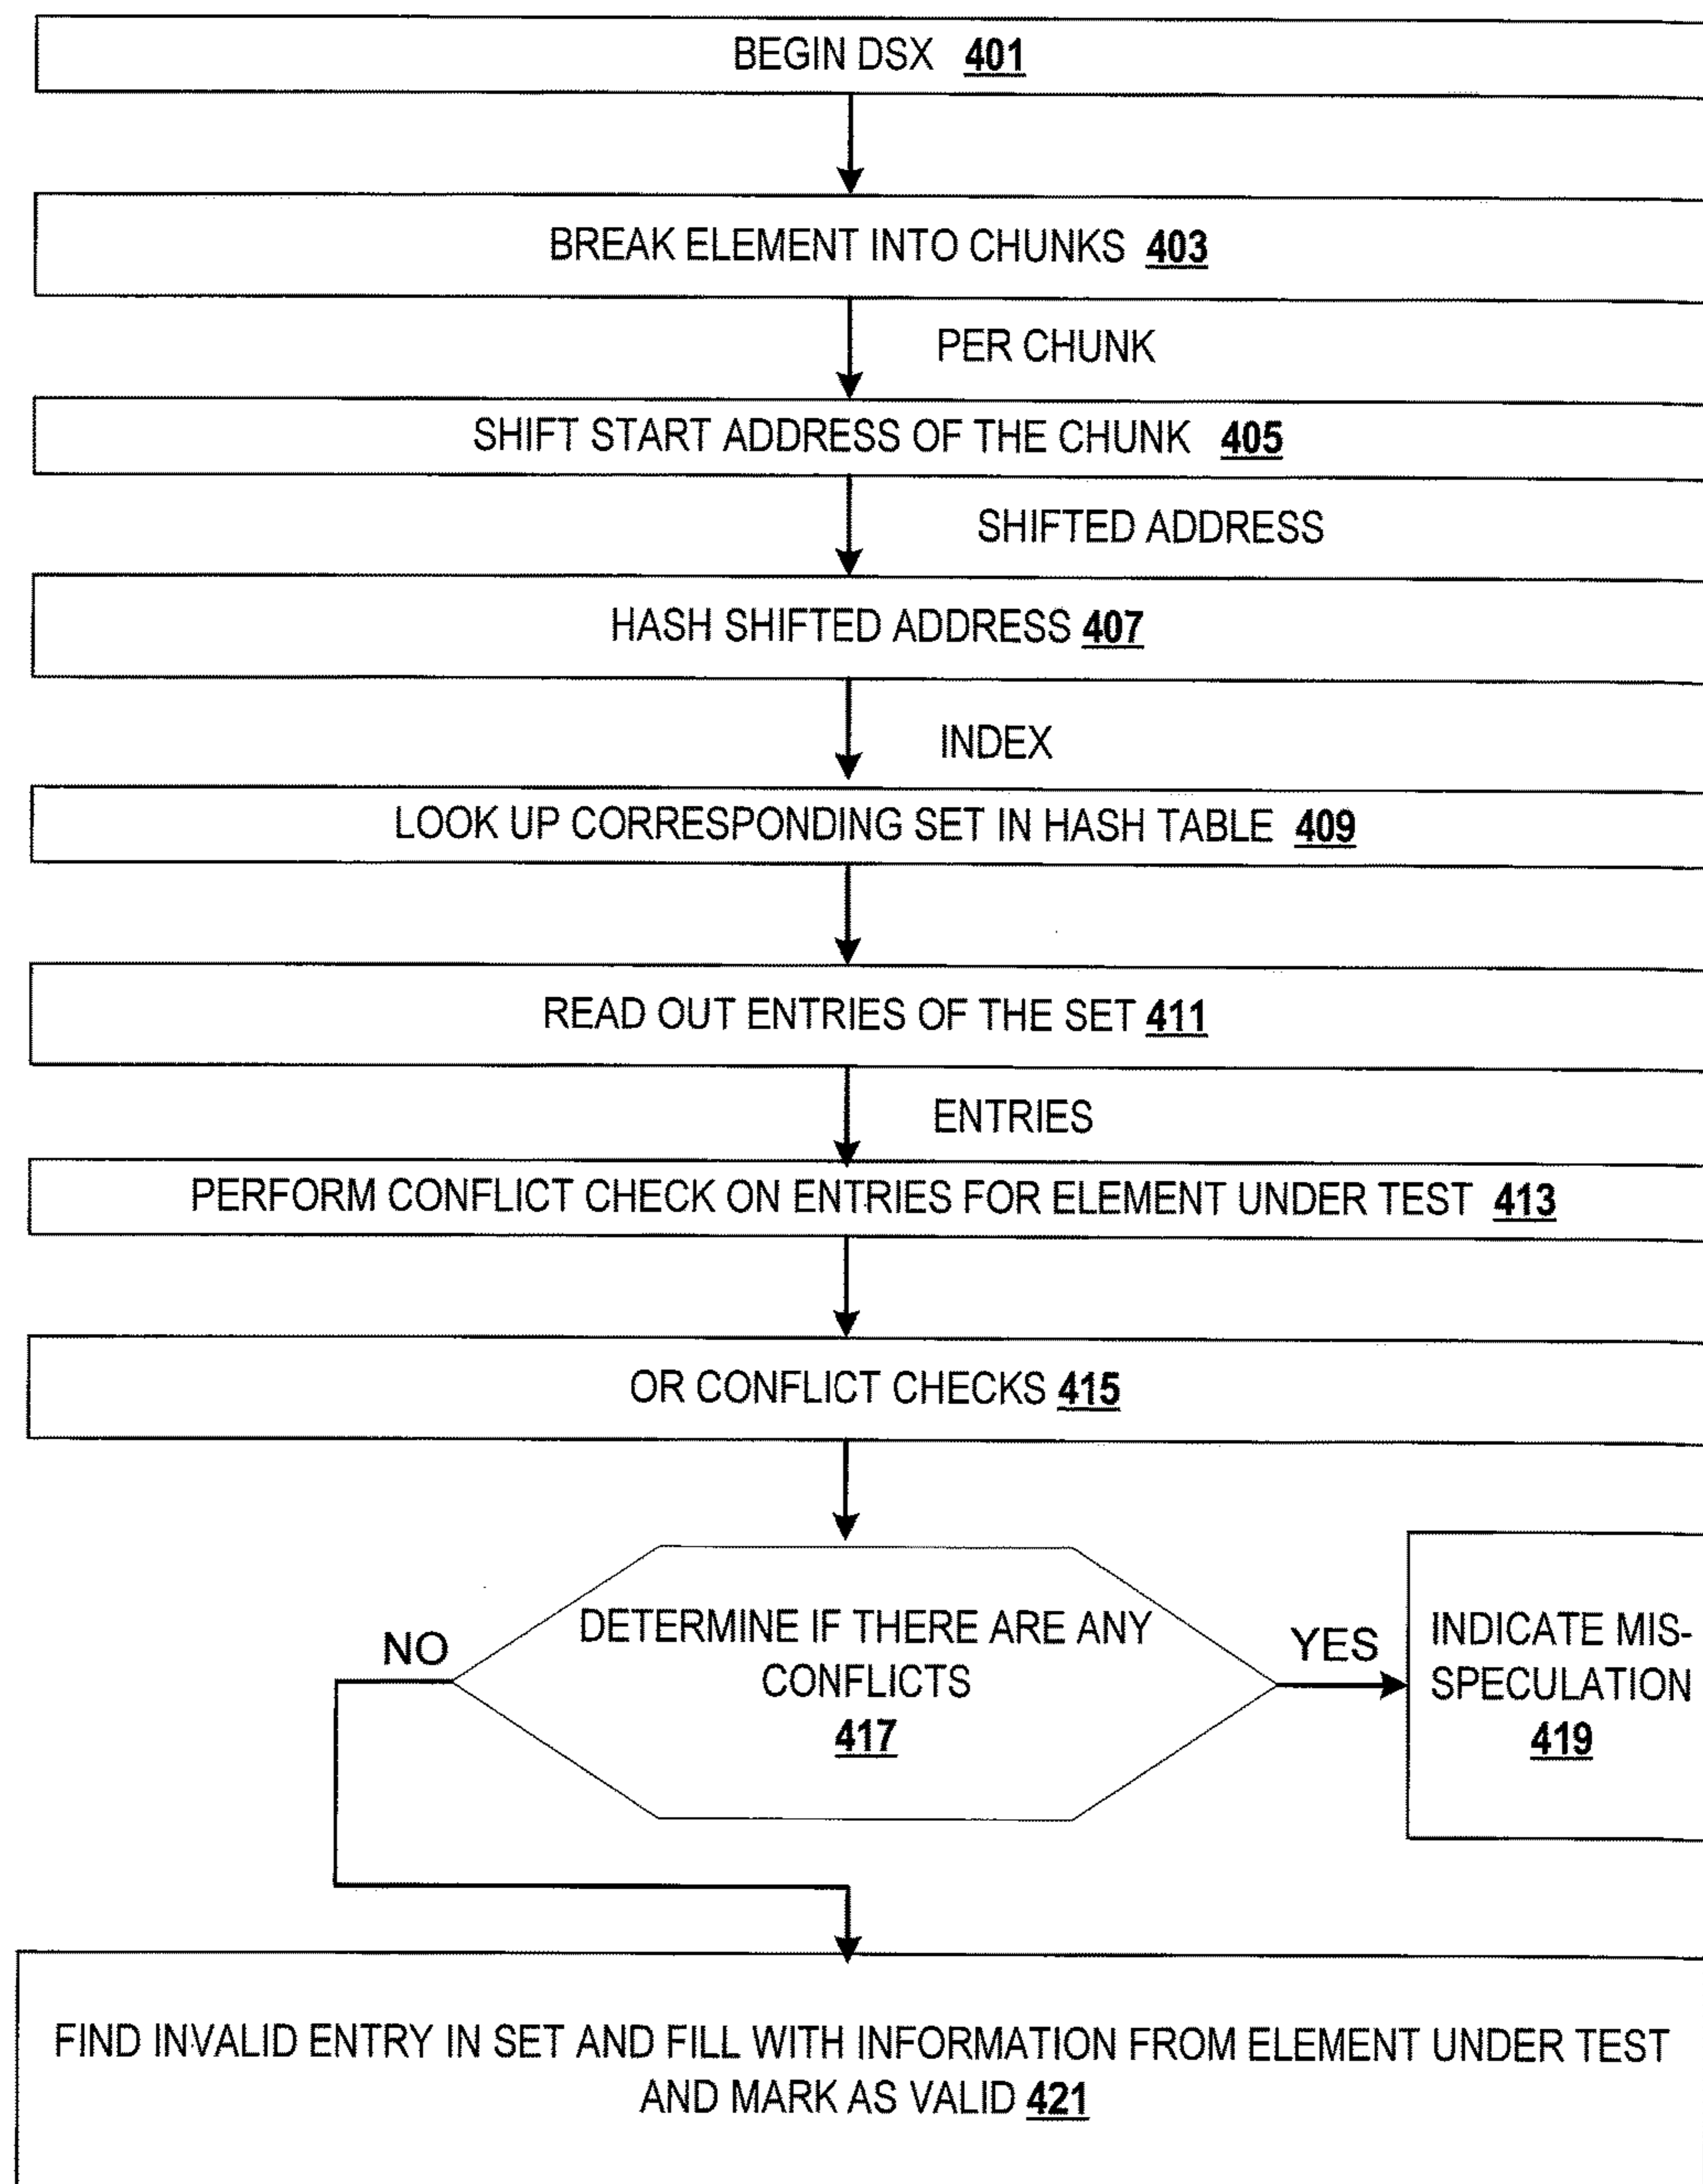 BEGIN DSX 401
BREAK ELEMENT INTO CHUNKS 403
PER CHUNK
SHIFT START ADDRESS OF THE CHUNK 405
SHIFTED ADDRESS
HASH SHIFTED ADDRESS 407
INDEX
LOOK UP CORRESPONDING SET IN HASH TABLE 409
READ OUT ENTRIES OF THE SET 411
ENTRIES
PERFORM CONFLICT CHECK ON ENTRIES FOR ELEMENT UNDER TEST 413
OR CONFLICT CHECKS 415
DETERMINE IF THERE ARE ANY
CONFLICTS
417
NO
YES
INDICATE MIS-
SPECULATION
419
FIND INVALID ENTRY IN SET AND FILL WITH INFORMATION FROM ELEMENT UNDER TEST
AND MARK AS VALID 421